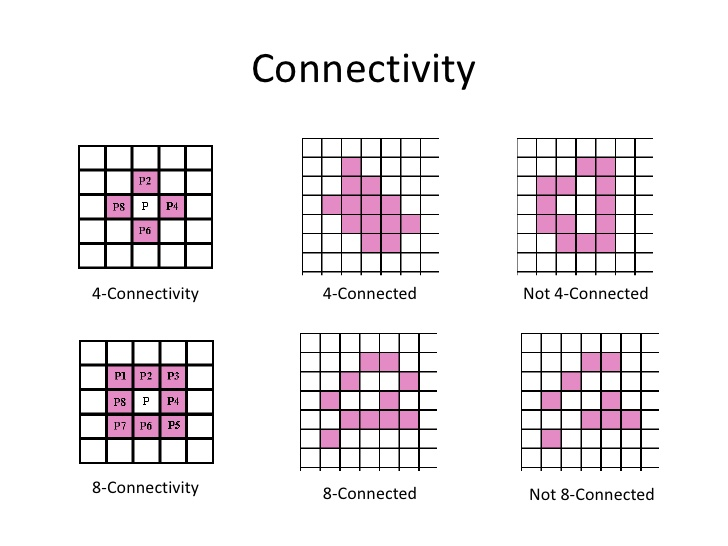 Connectivity
P2
P8 P P4
P6
4-Connectivity
4-Connected
Not 4-Connected
P1 P2 P3
P8 P P4
P7 P6 P5
8-Connectivity
8-Connected
Not 8-Connected